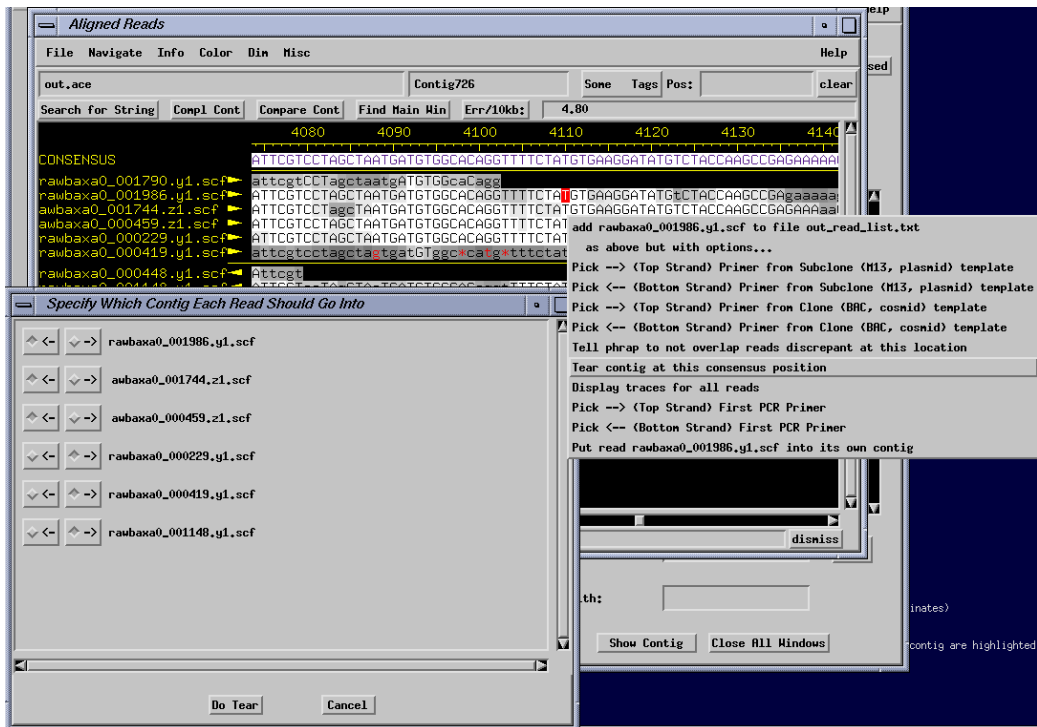 elp
Aligned Reads
File Navigate Info Color Dim Misc Help
sed
out.ace Contig726 Some Tags Pos: clear
Search for String Compl Cont Compare Cont Find Main Win Err/10kb: 4.80
4080 4090 4100 4110 4120 4130 4140
CONSENSUS ATTCGTCCTAGCTAATGATGTGGCACAGGTTTTCTATGTGAAGGATATGTCTACCAAGCCGAGAAAAA
rawbaxa0_001790.y1.scf attcgtCCTagctaatgATGTGGcaCagg
rawbaxa0_001986.y1.scf ATTCGTCCTAGCTAATGATGTGGCACAGGTTTTCTATGTGAAGGATATGtCTACCAAGCCGAgaaaaag
awbaxa0_001744.z1.scf ATTCGTCCTagcTAATGATGTGGCACAGGTTTTCTATGTGAAGGATATGTCTACCAAGCCGAGAAAaa
awbaxa0_000459.z1.scf ATTCGTCCTAGCTAATGATGTGGCACAGGTTTTCTAT
rawbaxa0_000229.y1.scf ATTCGTCCTAGCTAATGATGTGGCACAGGTTTTCTAT
rawbaxa0_000419.y1.scf attcgtcctagctagtgatGTGgc*catg*tttctat
rawbaxa0_000448.y1.scf Attcgt
add rawbaxa0_001986.y1.scf to file out_read_list.txt
as above but with options...
Pick --> (Top Strand) Primer from Subclone (M13, plasmid) template
Pick <-- (Bottom Strand) Primer from Subclone (M13, plasmid) template
Pick --> (Top Strand) Primer from Clone (BAC, cosmid) template
Pick <-- (Bottom Strand) Primer from Clone (BAC, cosmid) template
Tell phrap to not overlap reads discrepant at this location
Tear contig at this consensus position
Display traces for all reads
Pick --> (Top Strand) First PCR Primer
Pick <-- (Bottom Strand) First PCR Primer
Put read rawbaxa0_001986.y1.scf into its own contig
Specify Which Contig Each Read Should Go Into
<- -> rawbaxa0_001986.y1.scf
<- -> awbaxa0_001744.z1.scf
<- -> awbaxa0_000459.z1.scf
<- -> rawbaxa0_000229.y1.scf
<- -> rawbaxa0_000419.y1.scf
<- -> rawbaxa0_001148.y1.scf
Do Tear Cancel
dismiss
th:
Show Contig Close All Windows
inates)
contig are highlighted